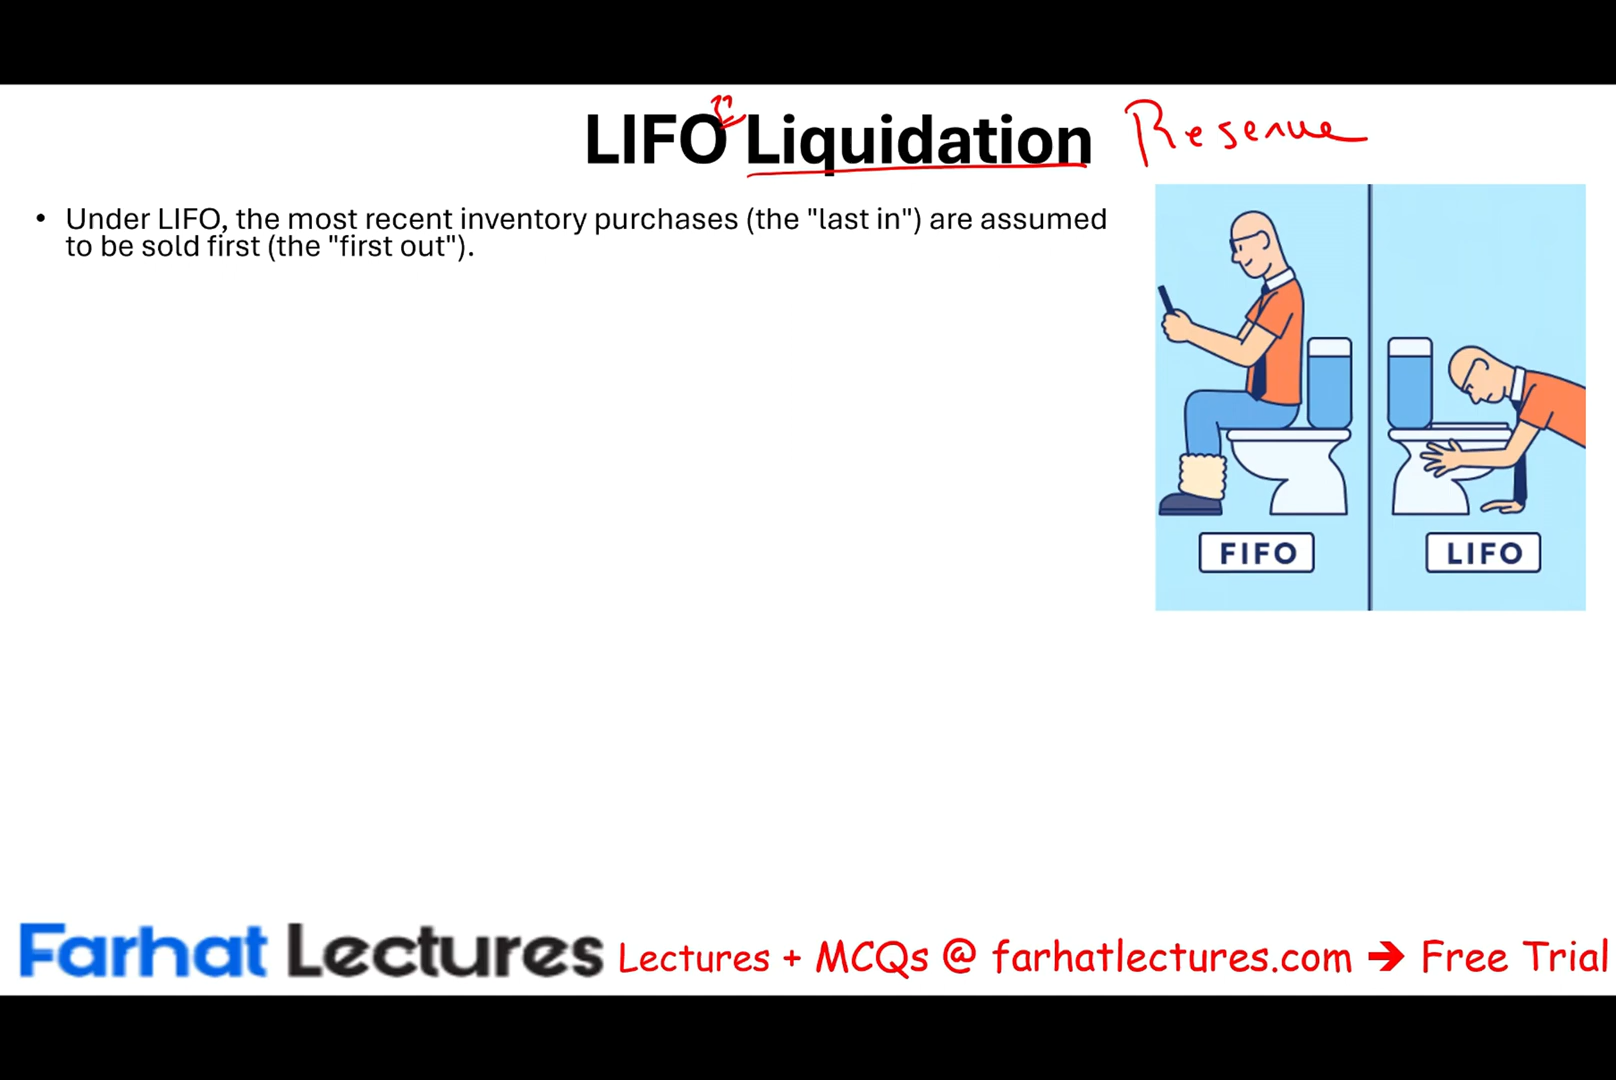 LIFO Liquidation Reserve
• Under LIFO, the most recent inventory purchases (the "last in") are assumed
to be sold first (the "first out").
FIFO
LIFO
Farhat Lectures Lectures + MCQs @ farhatlectures.com ➔ Free Trial